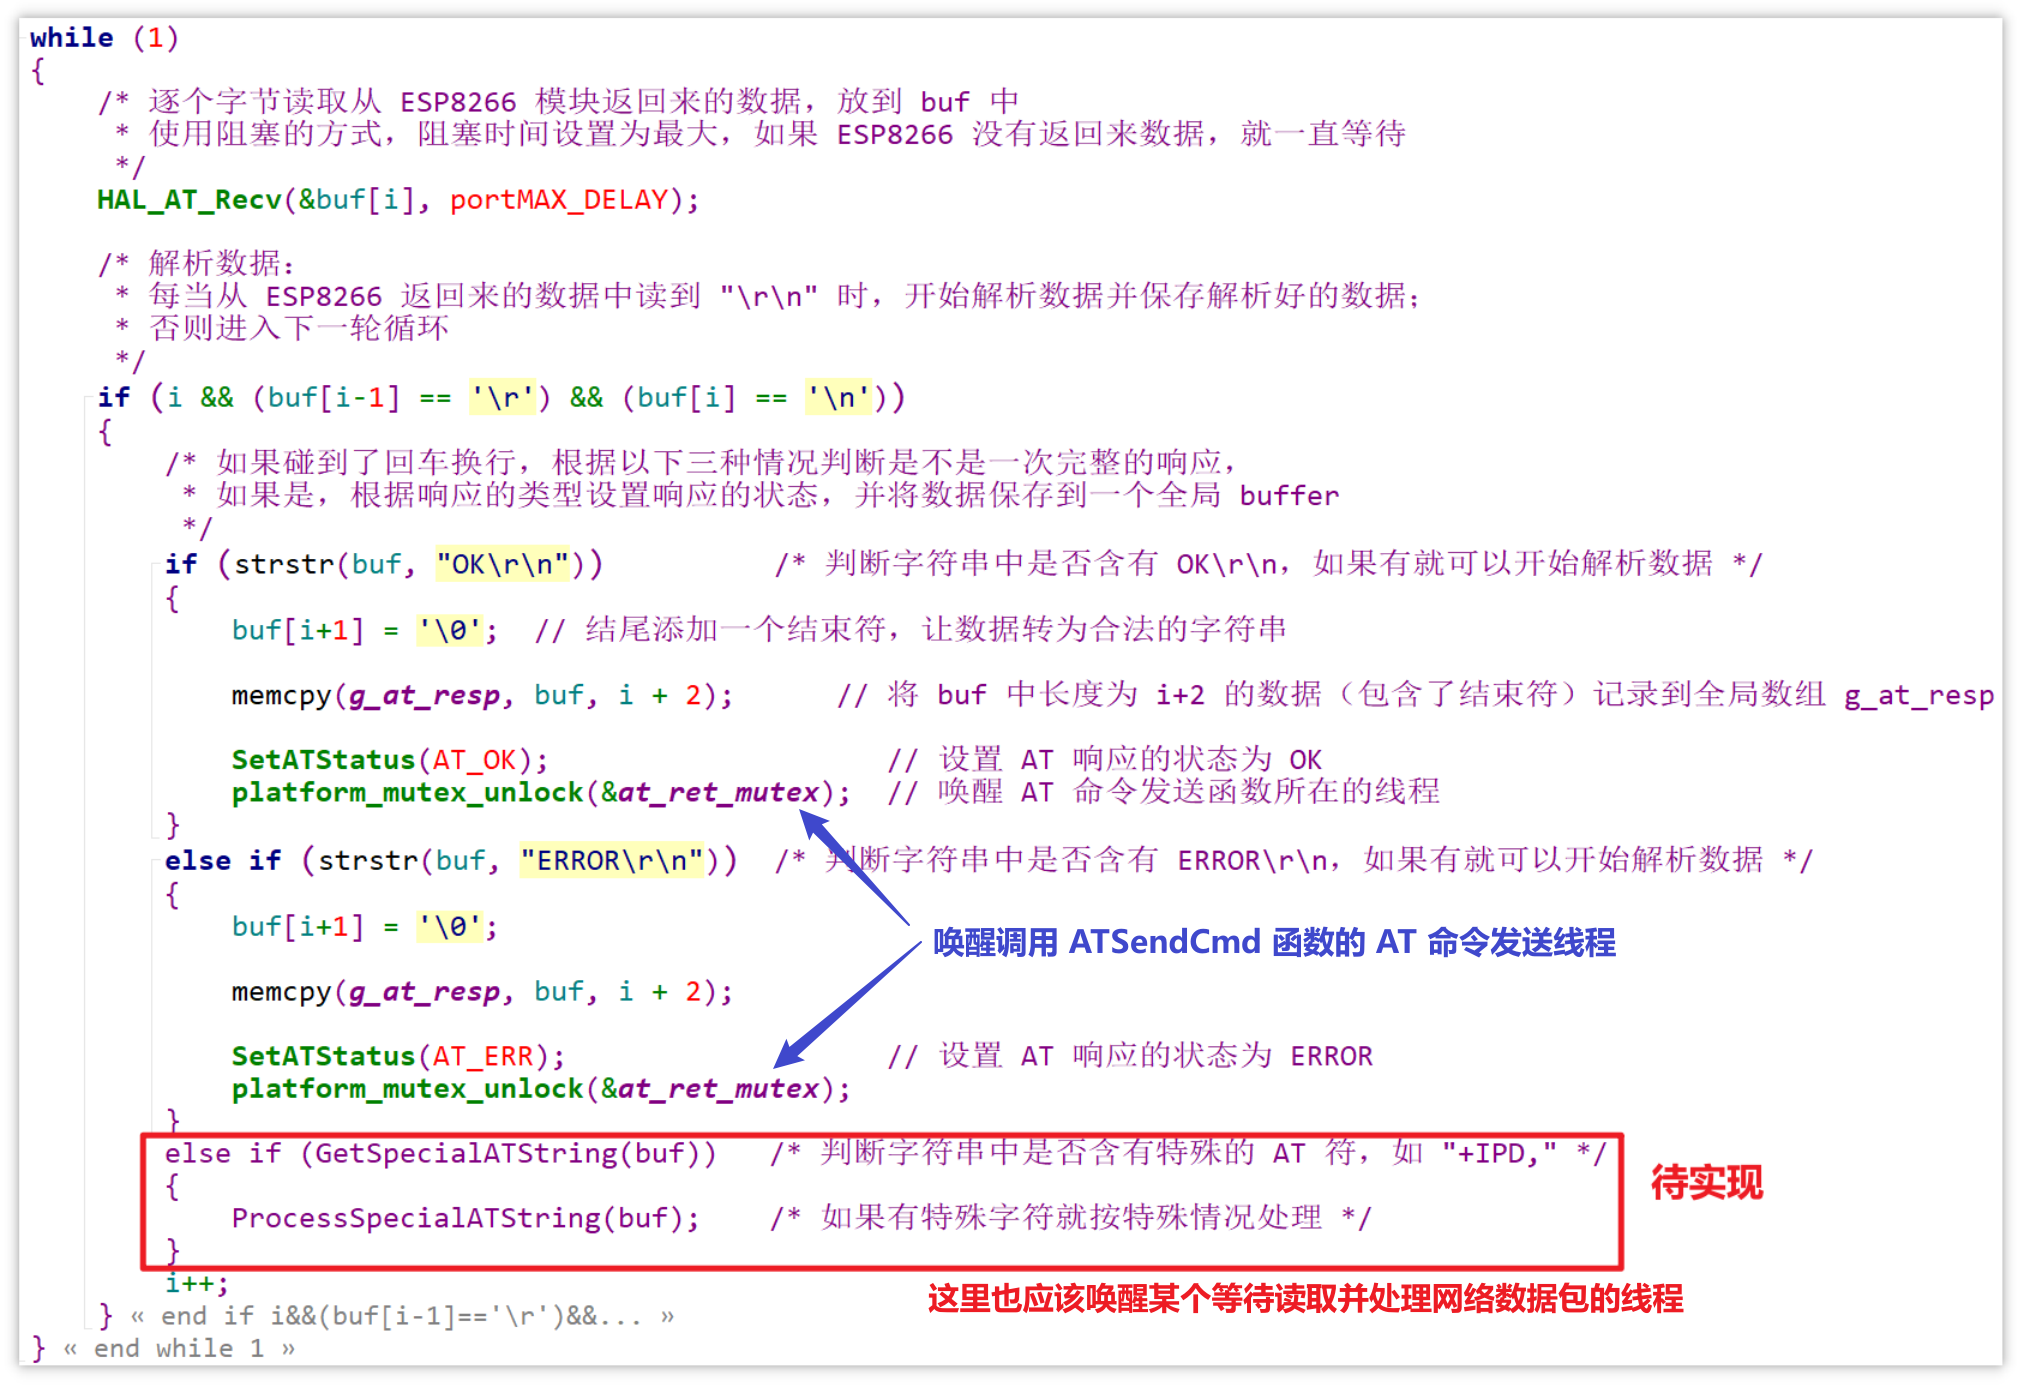 while (1)
{
/* 逐个字节读取从 ESP8266 模块返回来的数据，放到 buf 中
* 使用阻塞的方式，阻塞时间设置为最大，如果 ESP8266 没有返回来数据，就一直等待
*/
HAL_AT_Recv(&buf[i], portMAX_DELAY);
/* 解析数据：
* 每当从 ESP8266 返回来的数据中读到 "\r\n" 时，开始解析数据并保存解析好的数据；
* 否则进入下一轮循环
*/
if (i && (buf[i-1] == '\r') && (buf[i] == '\n'))
{
/* 如果碰到了回车换行，根据以下三种情况判断是不是一次完整的响应，
* 如果是，根据响应的类型设置响应的状态，并将数据保存到一个全局 buffer
*/
if (strstr(buf, "OK\r\n")) /* 判断字符串中是否含有 OK\r\n，如果有就可以开始解析数据 */
{
buf[i+1] = '\0'; // 结尾添加一个结束符，让数据转为合法的字符串
memcpy(g_at_resp, buf, i + 2); // 将 buf 中长度为 i+2 的数据（包含了结束符）记录到全局数组 g_at_resp
SetATStatus(AT_OK); // 设置 AT 响应的状态为 OK
platform_mutex_unlock(&at_ret_mutex); // 唤醒 AT 命令发送函数所在的线程
}
else if (strstr(buf, "ERROR\r\n")) /* 判断字符串中是否含有 ERROR\r\n，如果有就可以开始解析数据 */
{
buf[i+1] = '\0';
唤醒调用 ATSendCmd 函数的 AT 命令发送线程
memcpy(g_at_resp, buf, i + 2);
SetATStatus(AT_ERR); // 设置 AT 响应的状态为 ERROR
platform_mutex_unlock(&at_ret_mutex);
}
else if (GetSpecialATString(buf)) /* 判断字符串中是否含有特殊的 AT 符，如 "+IPD," */
{
待实现
ProcessSpecialATString(buf); /* 如果有特殊字符就按特殊情况处理 */
}
i++;
这里也应该唤醒某个等待读取并处理网络数据包的线程
} « end if i&&(buf[i-1]=='\r')&&... »
} « end while 1 »